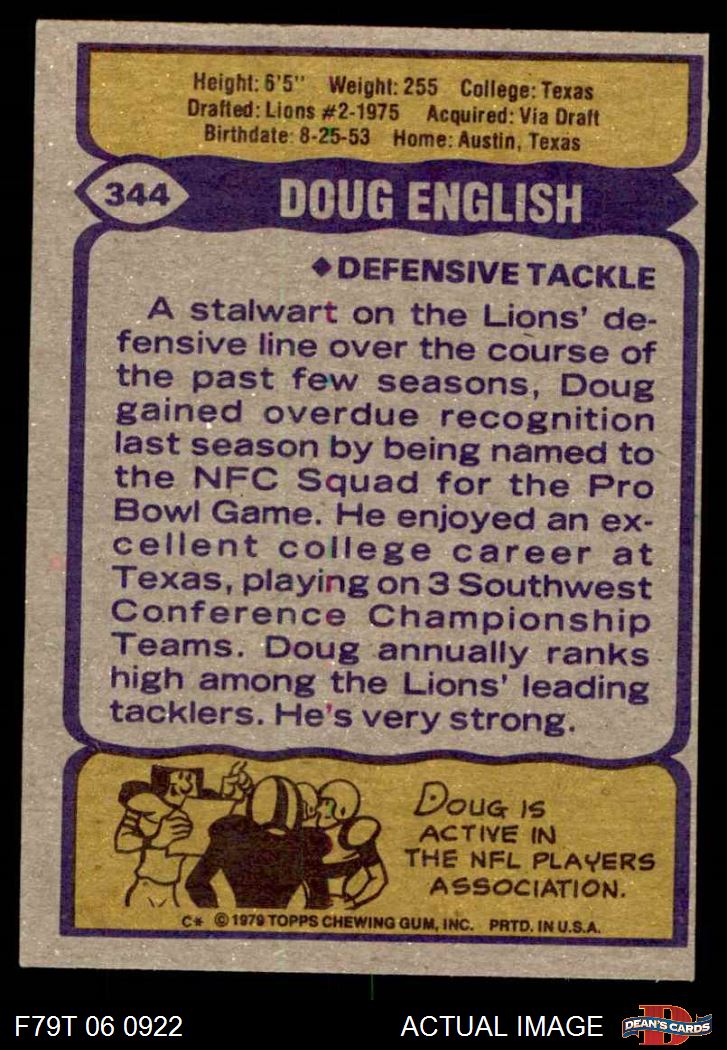 Height: 6'5" Weight: 255 College: Texas
Drafted: Lions #2-1975 Acquired: Via Draft
Birthdate: 8-25-53 Home: Austin, Texas
344 DOUG ENGLISH
◆ DEFENSIVE TACKLE
A stalwart on the Lions' de-
fensive line over the course of
the past few seasons, Doug
gained overdue recognition
last season by being named to
the NFC Squad for the Pro
Bowl Game. He enjoyed an ex-
cellent college career at
Texas, playing on 3 Southwest
Conference Championship
Teams. Doug annually ranks
high among the Lions' leading
tacklers. He's very strong.
DOUG IS
ACTIVE IN
THE NFL PLAYERS
ASSOCIATION.
C* © 1979 TOPPS CHEWING GUM, INC. PRTD. IN U.S.A.
F79T 06 0922 ACTUAL IMAGE D DEAN'S CARDS